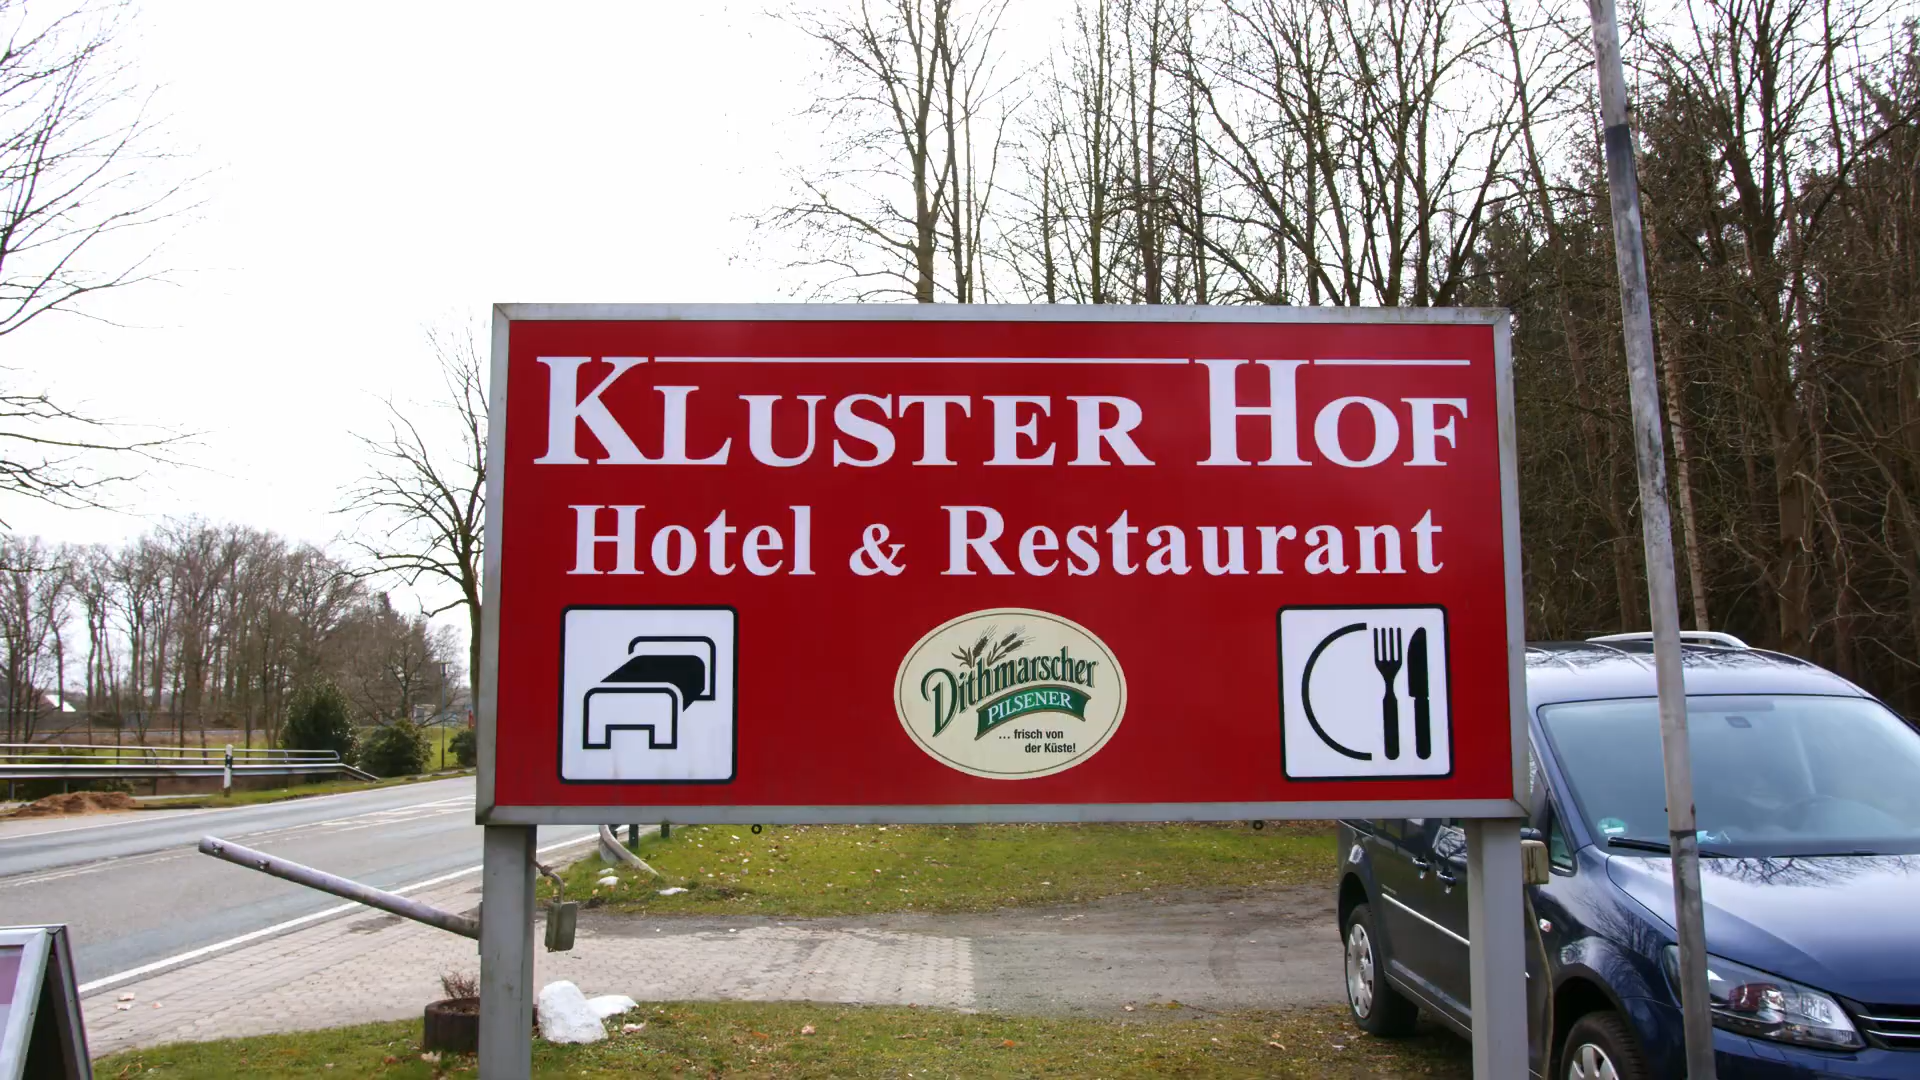 KLUSTER HOF
Hotel & Restaurant
Dithmarscher
PILSENER
... frisch von
der Küste!